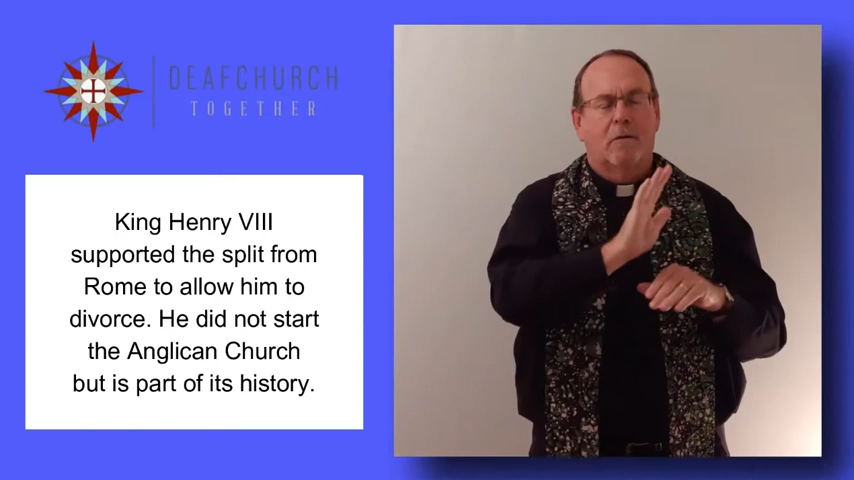 DEAFCHURCH
TOGETHER
King Henry VIII
supported the split from
Rome to allow him to
divorce. He did not start
the Anglican Church
but is part of its history.